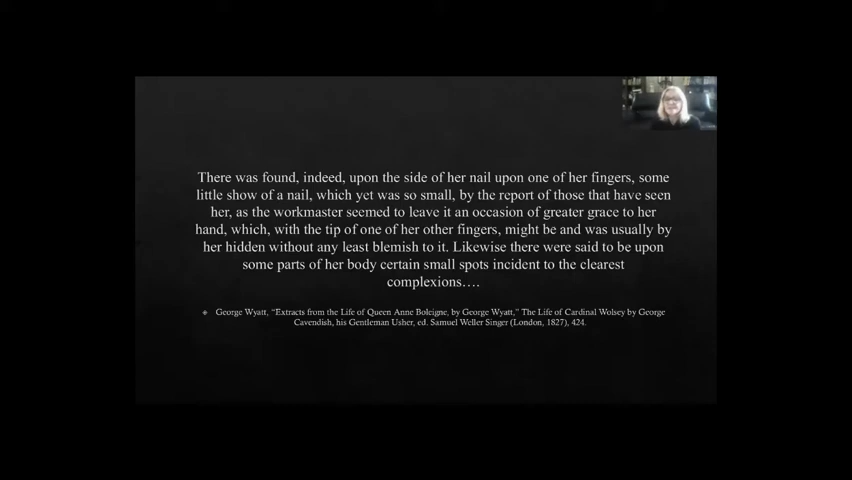 There was found, indeed, upon the side of her nail upon one of her fingers, some
little show of a nail, which yet was so small, by the report of those that have seen
her, as the workmaster seemed to leave it an occasion of greater grace to her
hand, which, with the tip of one of her other fingers, might be and was usually by
her hidden without any least blemish to it. Likewise there were said to be upon
some parts of her body certain small spots incident to the clearest
complexions….
George Wyatt, “Extracts from the Life of Queen Anne Boleigne, by George Wyatt,” The Life of Cardinal Wolsey by George
Cavendish, his Gentleman Usher, ed. Samuel Weller Singer (London, 1827), 424.